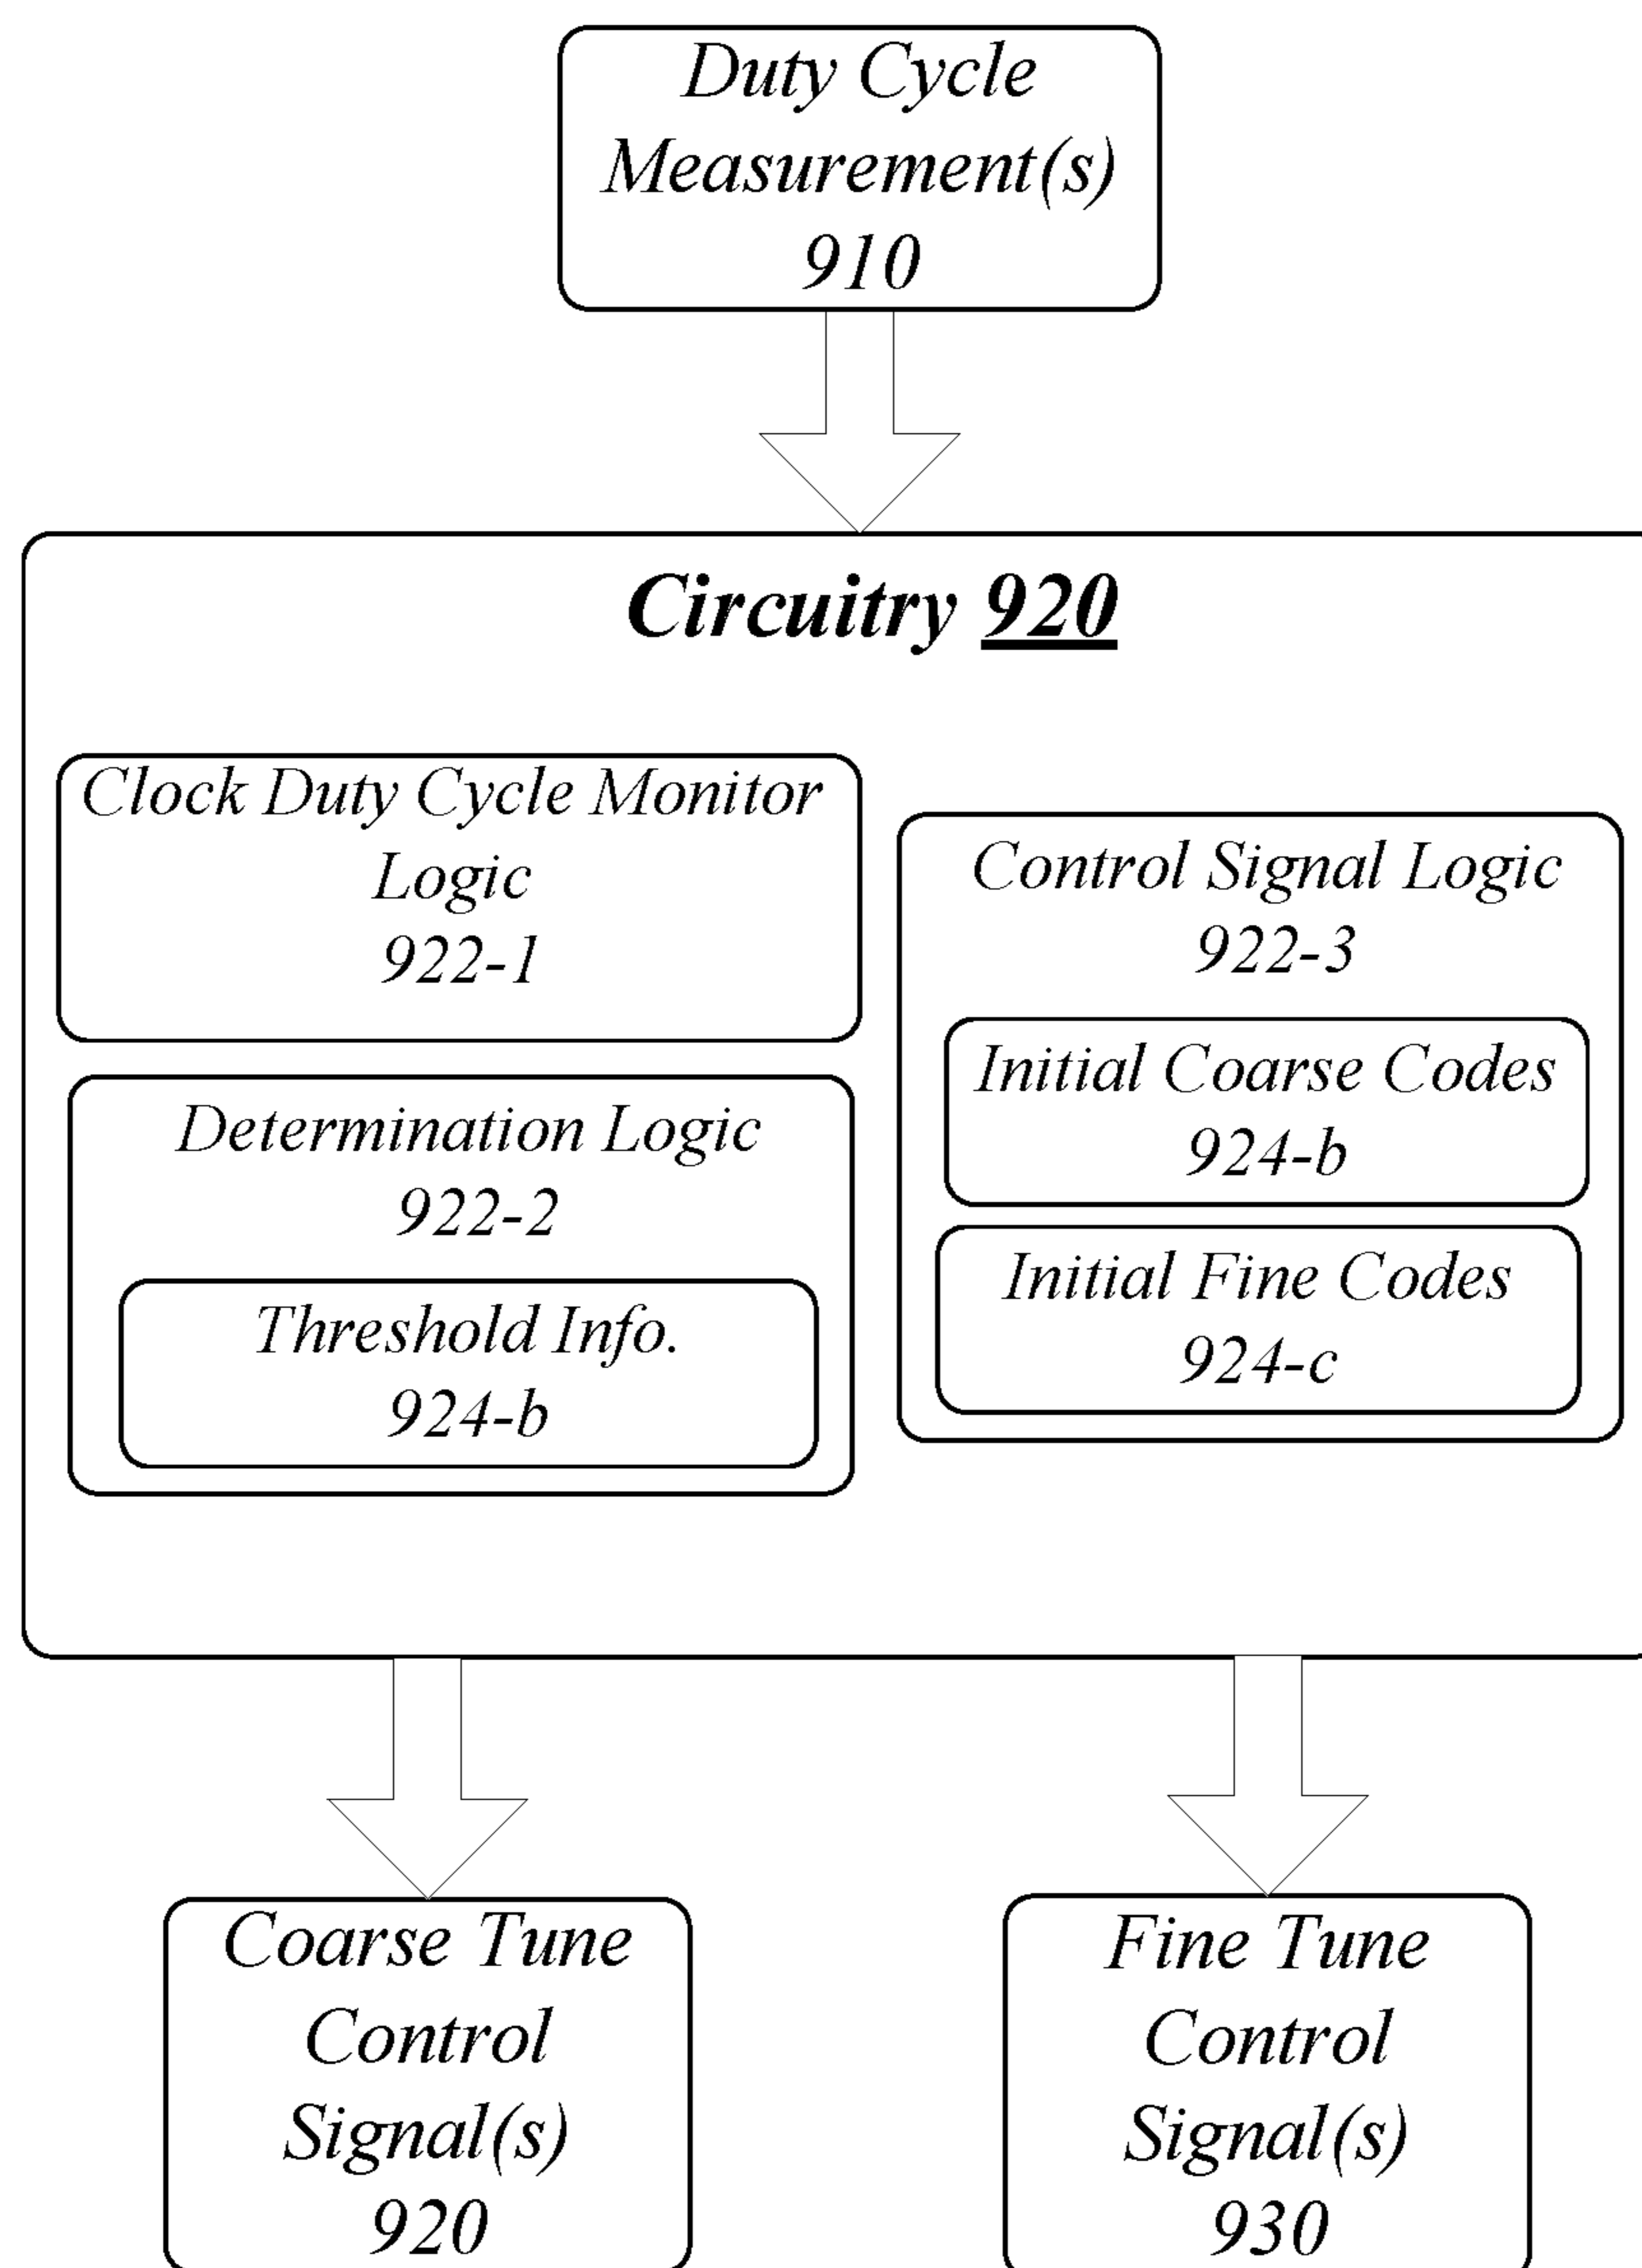 Duty Cycle
Measurement(s)
910
Circuitry 920
Clock Duty Cycle Monitor
Logic
922-1
Determination Logic
922-2
Threshold Info.
924-b
Control Signal Logic
922-3
Initial Coarse Codes
924-b
Initial Fine Codes
924-c
Coarse Tune
Control
Signal(s)
920
Fine Tune
Control
Signal(s)
930